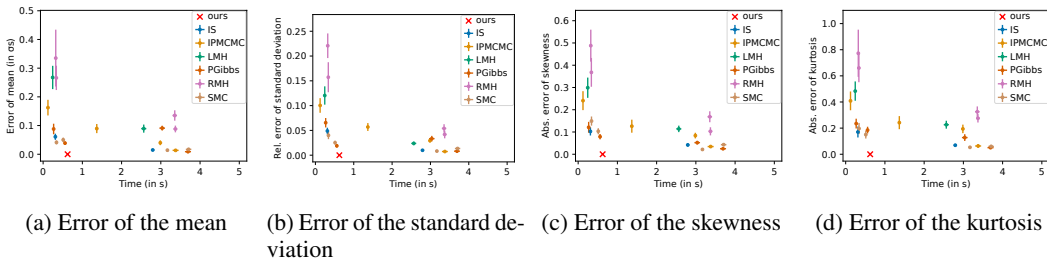 0.5
0.4
0.3
0.2
0.1
0.0
Error of mean (in σs)
0 1 2 3 4 5
Time (in s)
ours
IS
IPMCMC
LMH
PGibbs
RMH
SMC
0.25
0.20
0.15
0.10
0.05
0.00
Rel. error of standard deviation
0 1 2 3 4 5
Time (in s)
ours
IS
IPMCMC
LMH
PGibbs
RMH
SMC
0.6
0.5
0.4
0.3
0.2
0.1
0.0
Abs. error of skewness
0 1 2 3 4 5
Time (in s)
ours
IS
IPMCMC
LMH
PGibbs
RMH
SMC
1.0
0.8
0.6
0.4
0.2
0.0
Abs. error of kurtosis
0 1 2 3 4 5
Time (in s)
ours
IS
IPMCMC
LMH
PGibbs
RMH
SMC
(a) Error of the mean
(b) Error of the standard de-
viation
(c) Error of the skewness
(d) Error of the kurtosis